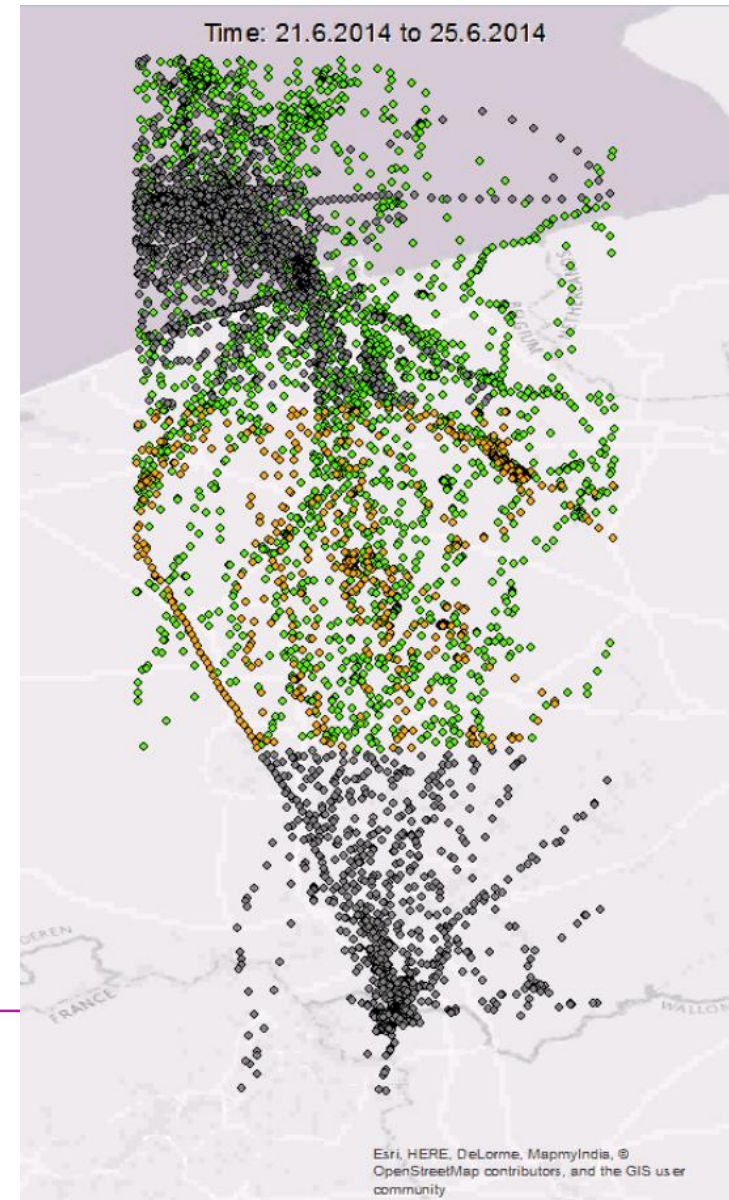 Time: 21.6.2014 to 25.6.2014
BELGIUM
NETHERLANDS
DEREN
FRANCE
WALLON
Esri, HERE, DeLorme, MapmyIndia, ©
OpenStreetMap contributors, and the GIS user
community